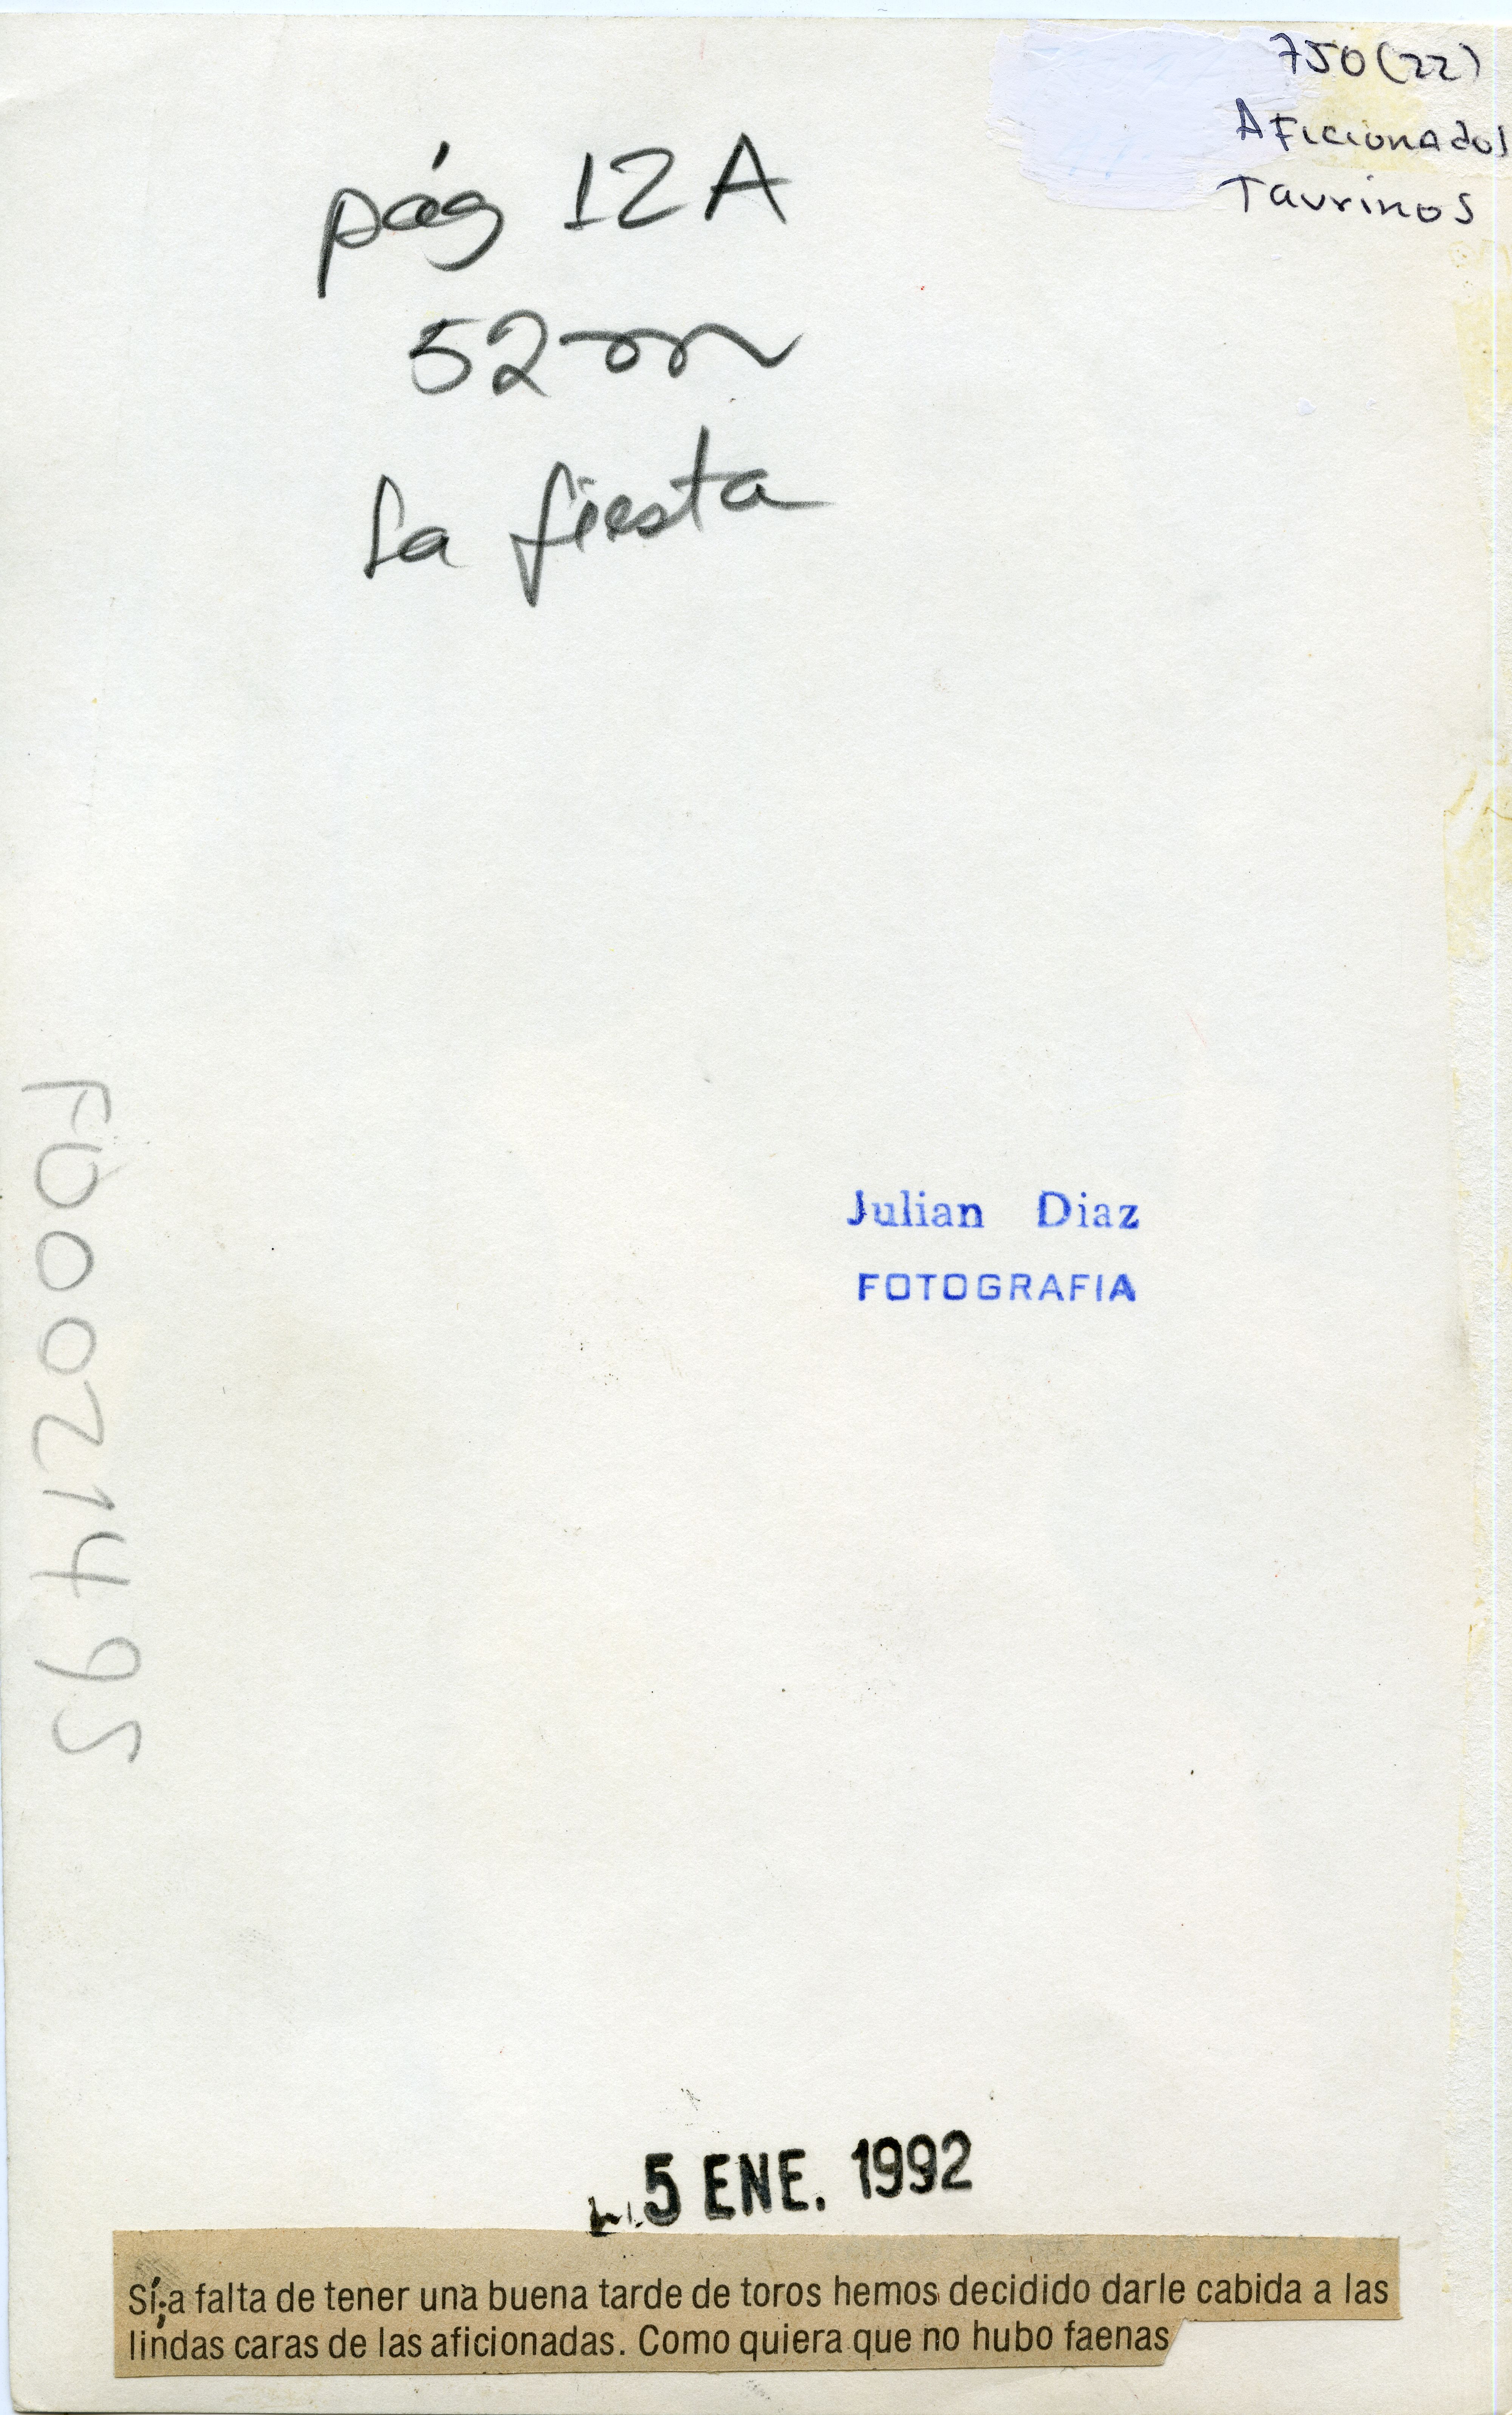 750(22)
Aficionados
Taurinos
pág 12A
52m
La fiesta
FD0021495
Julian Diaz
FOTOGRAFIA
5 ENE. 1992
Sí, a falta de tener una buena tarde de toros hemos decidido darle cabida a las
lindas caras de las aficionadas. Como quiera que no hubo faenas